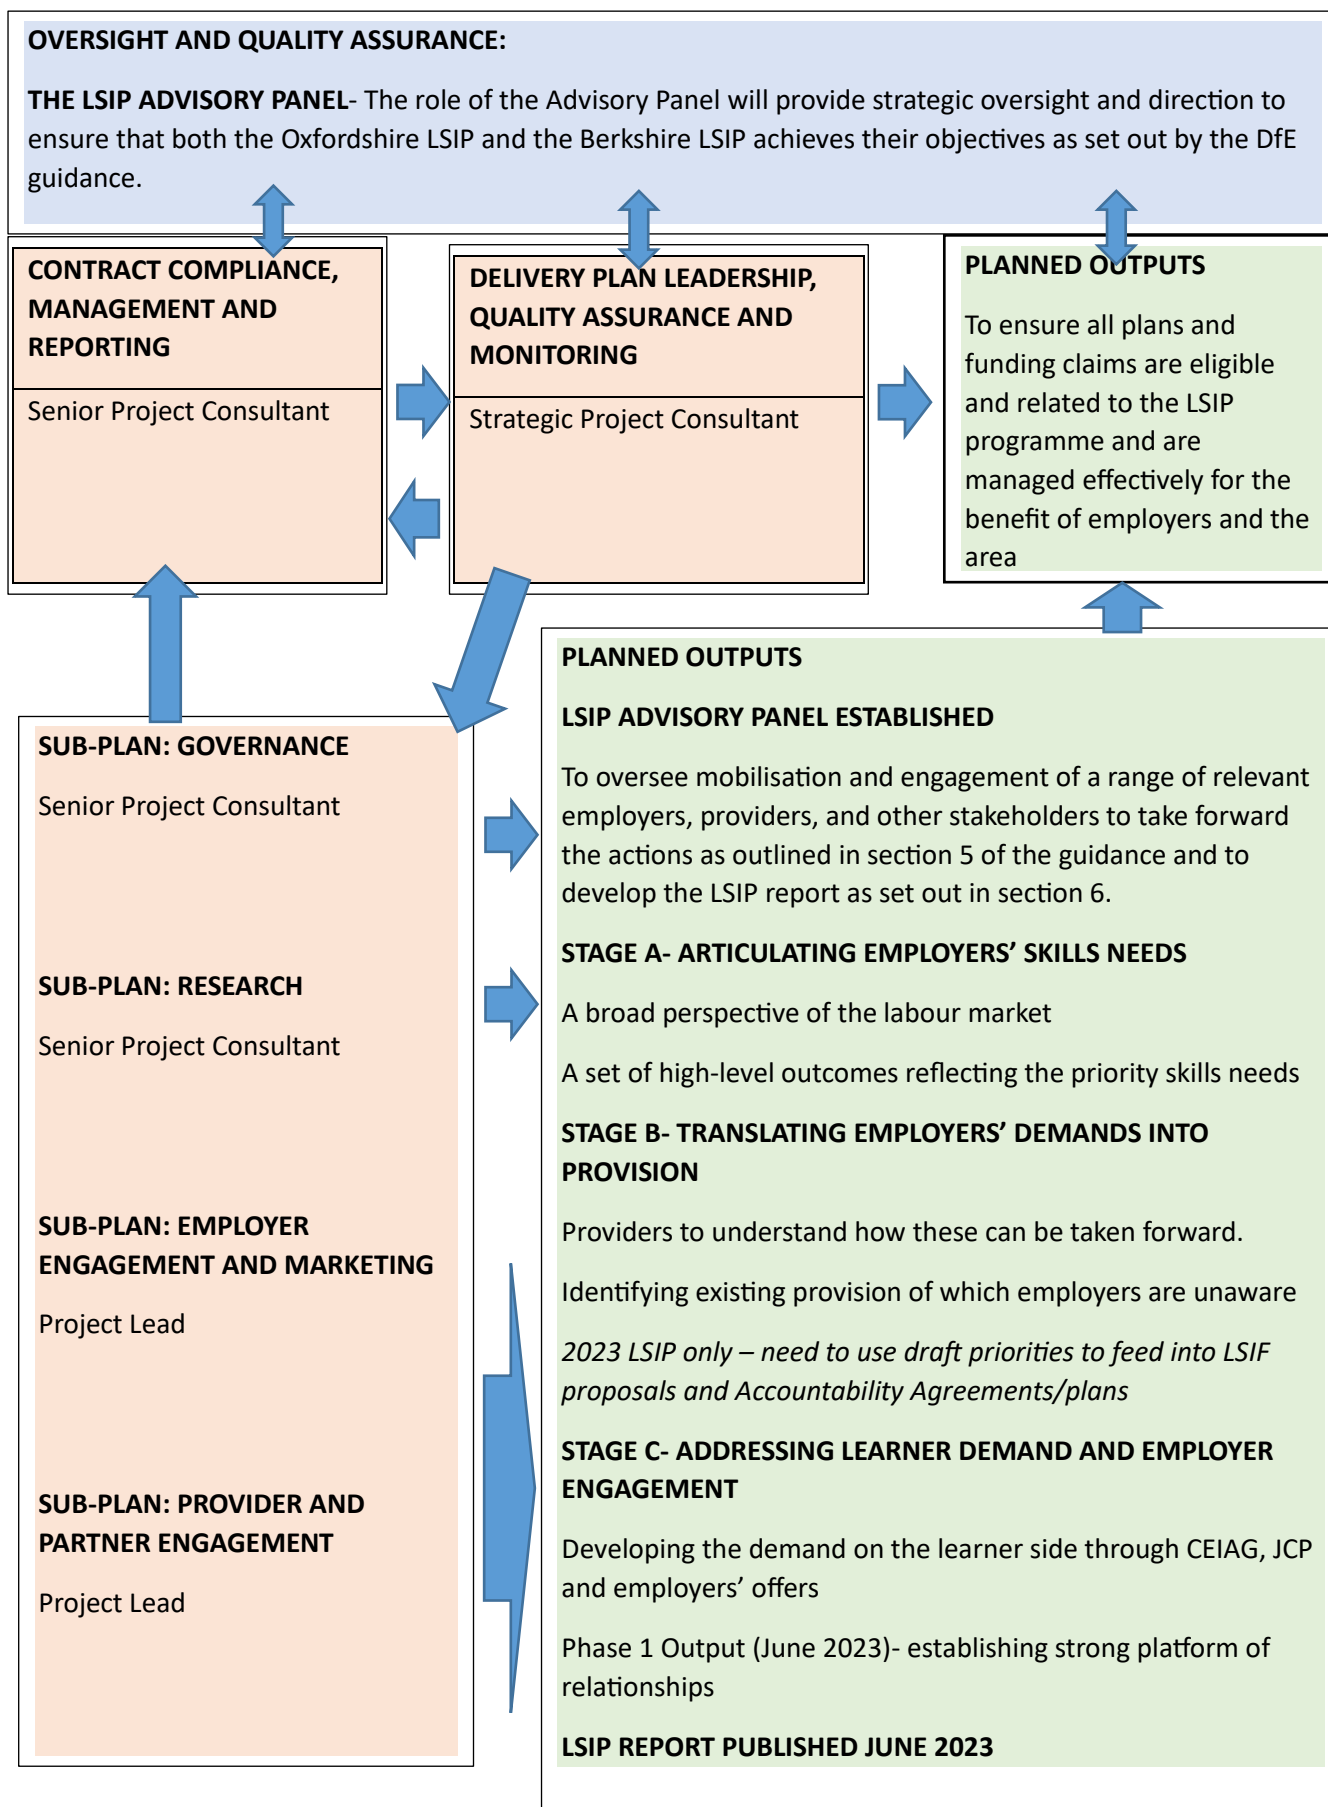 OVERSIGHT AND QUALITY ASSURANCE:
THE LSIP ADVISORY PANEL- The role of the Advisory Panel will provide strategic oversight and direction to
ensure that both the Oxfordshire LSIP and the Berkshire LSIP achieves their objectives as set out by the DfE
guidance.
CONTRACT COMPLIANCE,
MANAGEMENT AND
REPORTING
Senior Project Consultant
DELIVERY PLAN LEADERSHIP,
QUALITY ASSURANCE AND
MONITORING
Strategic Project Consultant
PLANNED OUTPUTS
To ensure all plans and
funding claims are eligible
and related to the LSIP
programme and are
managed effectively for the
benefit of employers and the
area
SUB-PLAN: GOVERNANCE
Senior Project Consultant
SUB-PLAN: RESEARCH
Senior Project Consultant
SUB-PLAN: EMPLOYER
ENGAGEMENT AND MARKETING
Project Lead
SUB-PLAN: PROVIDER AND
PARTNER ENGAGEMENT
Project Lead
PLANNED OUTPUTS
LSIP ADVISORY PANEL ESTABLISHED
To oversee mobilisation and engagement of a range of relevant
employers, providers, and other stakeholders to take forward
the actions as outlined in section 5 of the guidance and to
develop the LSIP report as set out in section 6.
STAGE A- ARTICULATING EMPLOYERS’ SKILLS NEEDS
A broad perspective of the labour market
A set of high-level outcomes reflecting the priority skills needs
STAGE B- TRANSLATING EMPLOYERS’ DEMANDS INTO
PROVISION
Providers to understand how these can be taken forward.
Identifying existing provision of which employers are unaware
2023 LSIP only – need to use draft priorities to feed into LSIF
proposals and Accountability Agreements/plans
STAGE C- ADDRESSING LEARNER DEMAND AND EMPLOYER
ENGAGEMENT
Developing the demand on the learner side through CEIAG, JCP
and employers’ offers
Phase 1 Output (June 2023)- establishing strong platform of
relationships
LSIP REPORT PUBLISHED JUNE 2023